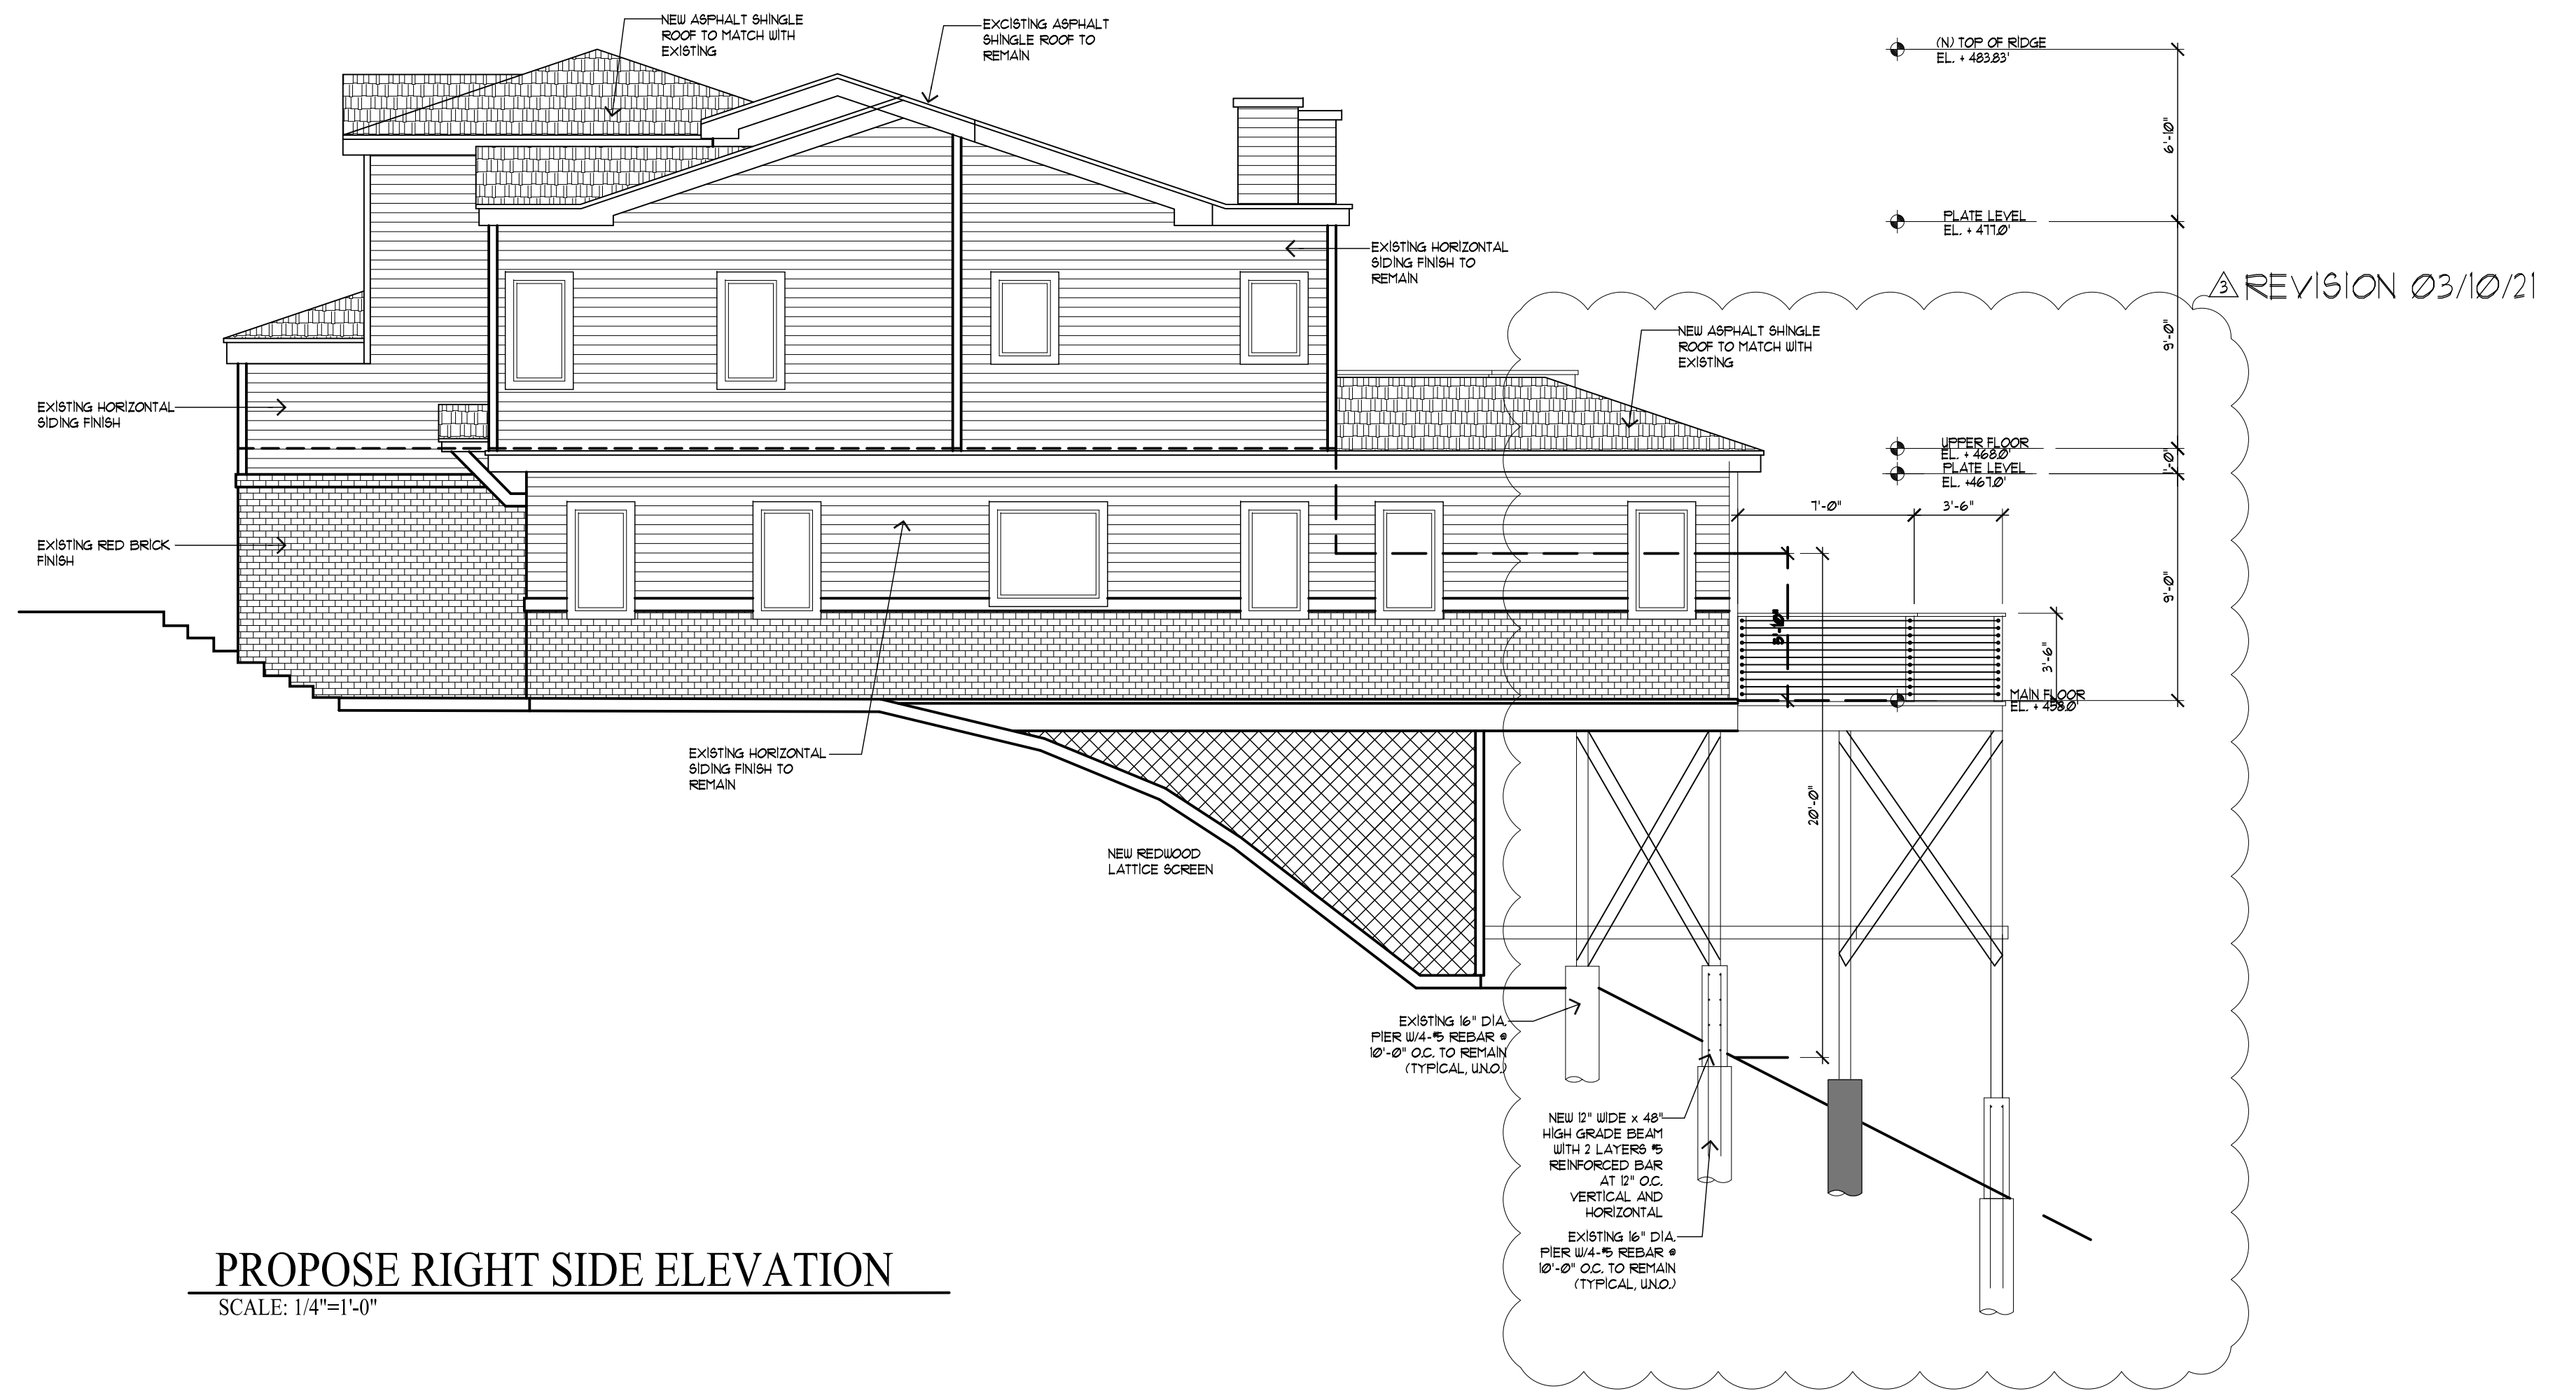 NEW ASPHALT SHINGLE
ROOF TO MATCH WITH
EXISTING
EXCISTING ASPHALT
SHINGLE ROOF TO
REMAIN
(N) TOP OF RIDGE
EL. + 483.83'
6'-10"
PLATE LEVEL
EL. + 477.0'
EXISTING HORIZONTAL
SIDING FINISH TO
REMAIN
3
REVISION 03/10/21
NEW ASPHALT SHINGLE
ROOF TO MATCH WITH
EXISTING
9'-0"
EXISTING HORIZONTAL
SIDING FINISH
UPPER FLOOR
EL. + 468.0'
PLATE LEVEL
EL. +467.0'
1'-0"
7'-0"
3'-6"
EXISTING RED BRICK
FINISH
9'-0"
3'-6"
MAIN FLOOR
EL. + 458.0'
EXISTING HORIZONTAL
SIDING FINISH TO
REMAIN
20'-0"
NEW REDWOOD
LATTICE SCREEN
EXISTING 16" DIA.
PIER W/4-#5 REBAR @
10'-0" O.C. TO REMAIN
(TYPICAL, U.N.O.)
NEW 12" WIDE x 48"
HIGH GRADE BEAM
WITH 2 LAYERS #5
REINFORCED BAR
AT 12" O.C.
VERTICAL AND
HORIZONTAL
EXISTING 16" DIA.
PIER W/4-#5 REBAR @
10'-0" O.C. TO REMAIN
(TYPICAL, U.N.O.)
PROPOSE RIGHT SIDE ELEVATION
SCALE: 1/4"=1'-0"